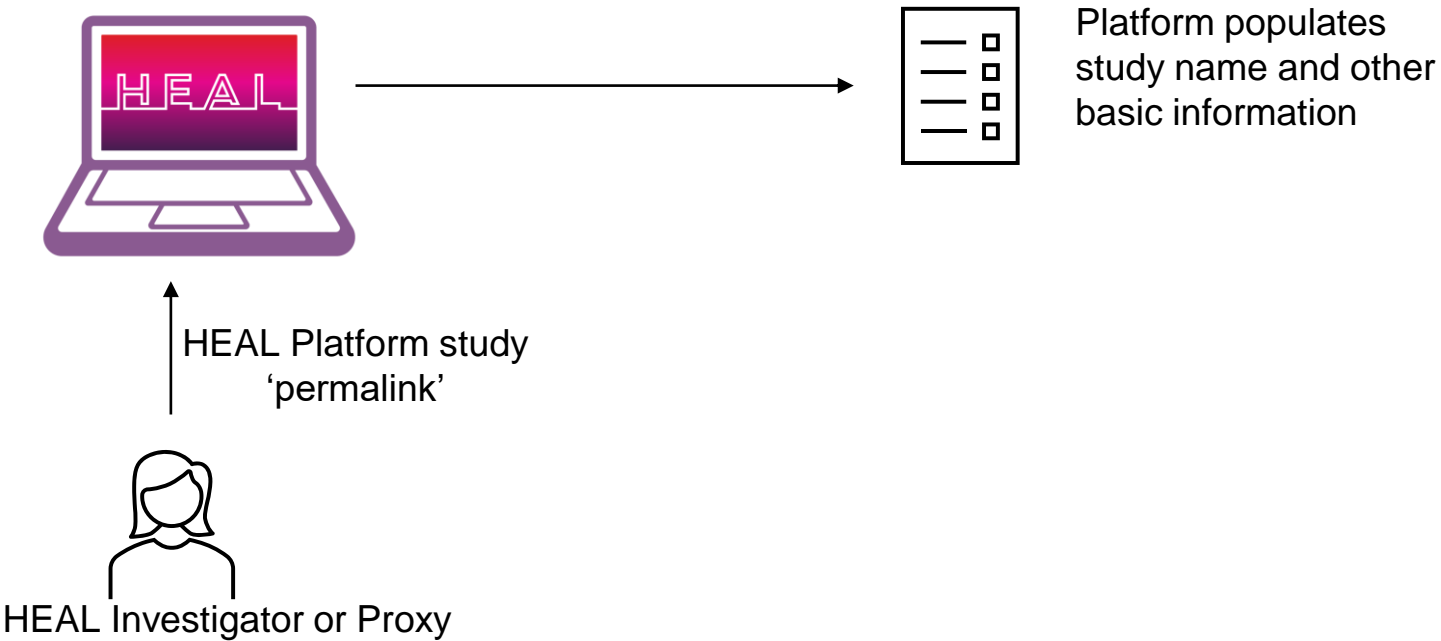 HEAL
Platform populates
study name and other
basic information
HEAL Platform study
‘permalink’
HEAL Investigator or Proxy